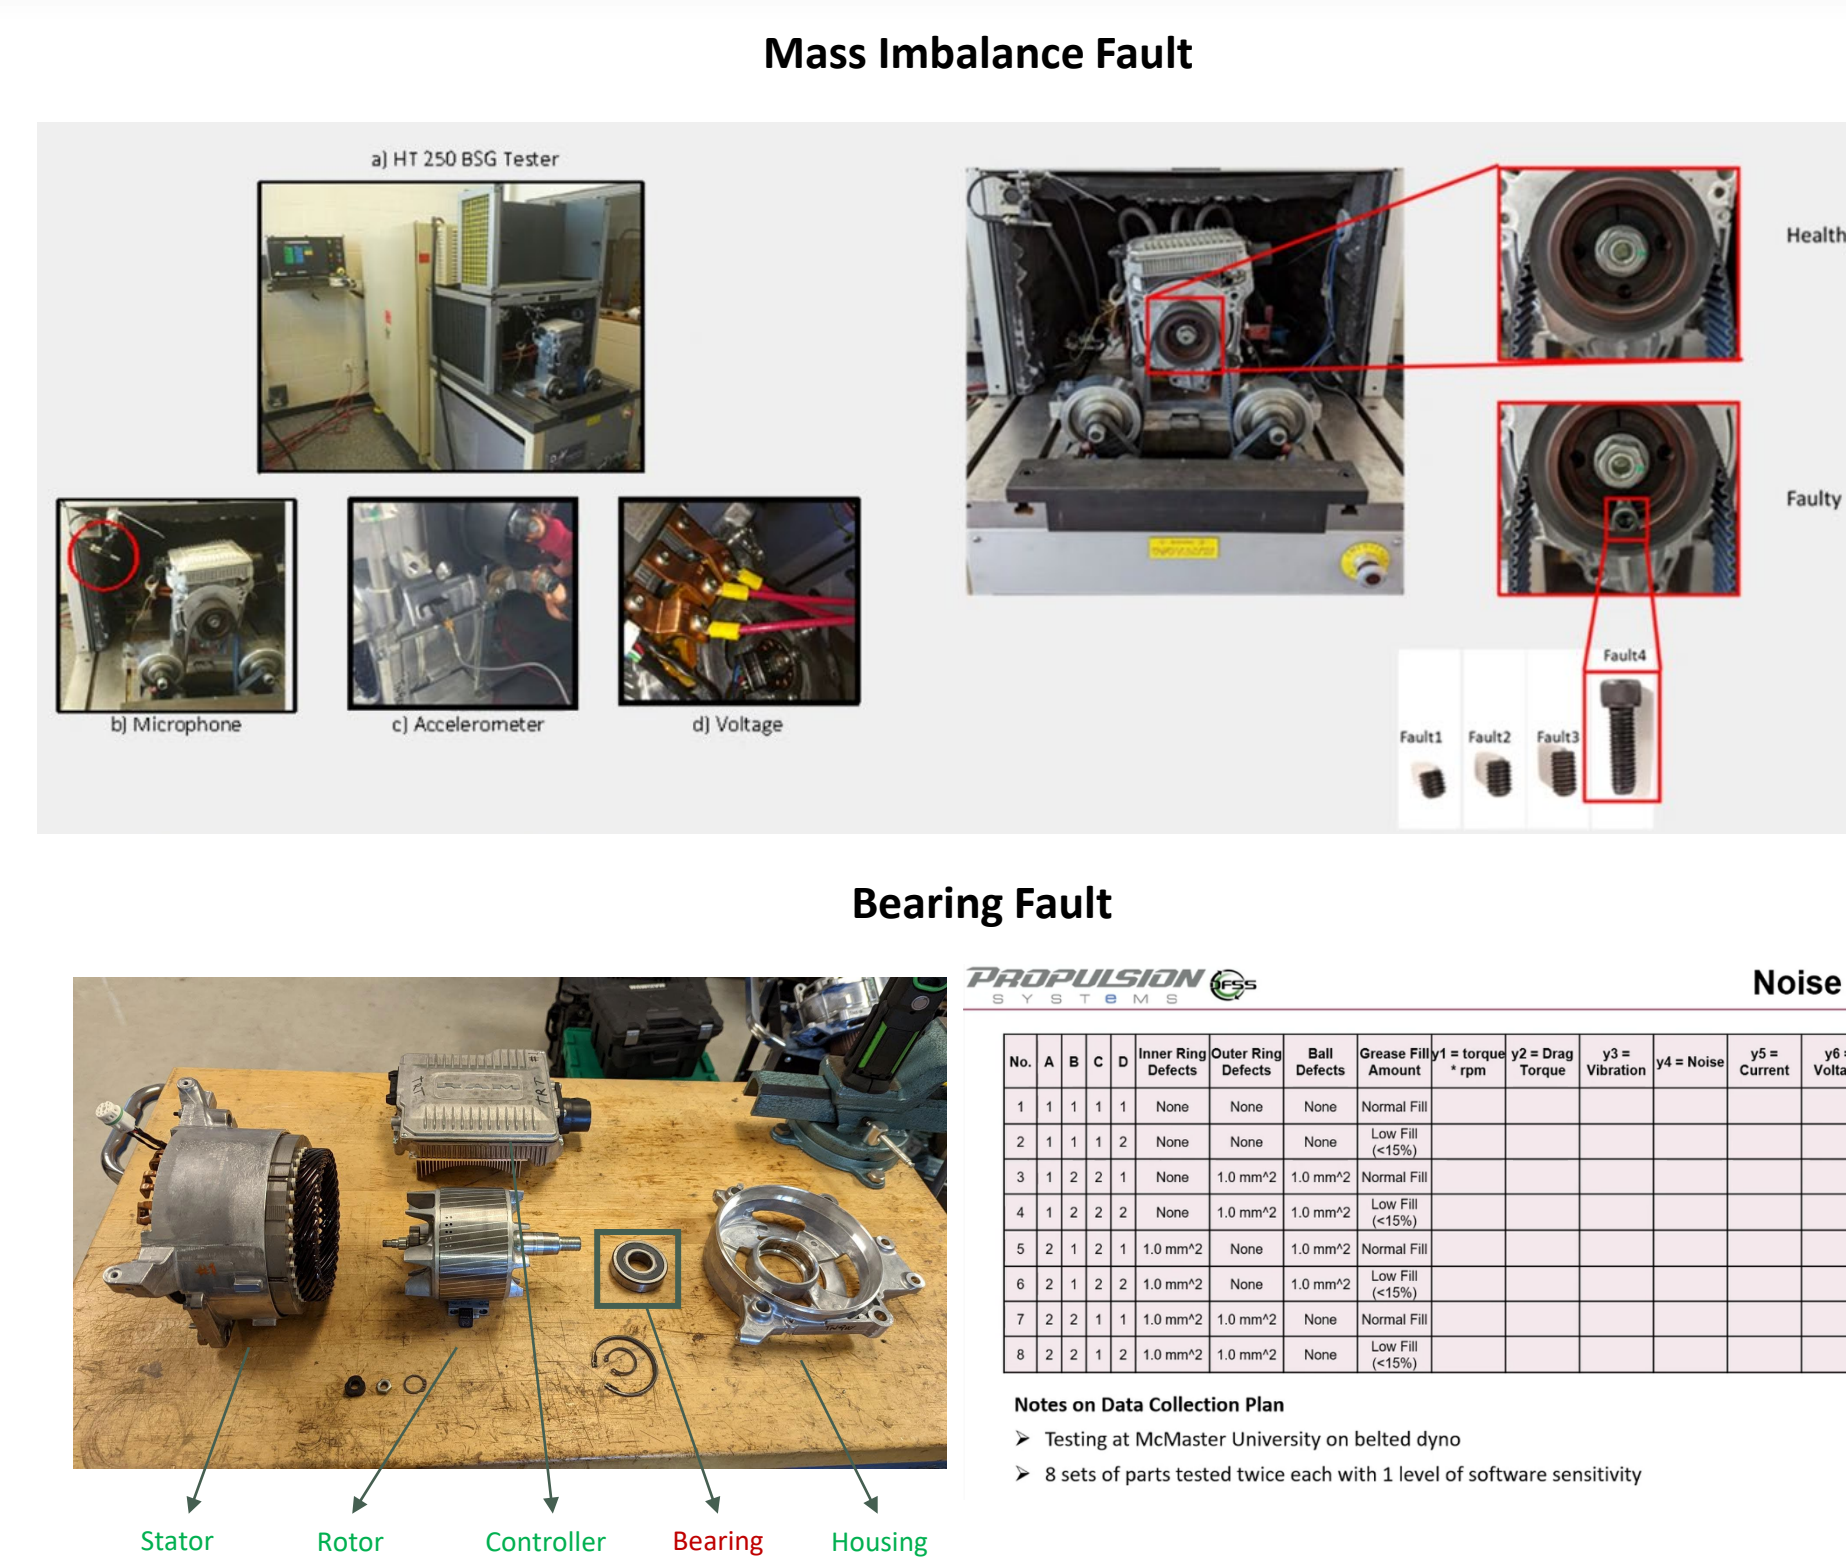 Mass Imbalance Fault
a) HT 250 BSG Tester
b) Microphone
c) Accelerometer
d) Voltage
Health
Faulty
Fault4
Fault1
Fault2
Fault3
Bearing Fault
RAM
TRT
Stator
Rotor
Controller
Bearing
Housing
PROPULSION
SYSTeMS
DFSS
Noise
No. A B C D Inner Ring Defects Outer Ring Defects Ball Defects Grease Fill Amount y1 = torque * rpm y2 = Drag Torque y3 = Vibration y4 = Noise y5 = Current y6 = Volta
1 1 1 1 1 None None None Normal Fill
2 1 1 1 2 None None None Low Fill (<15%)
3 1 2 2 1 None 1.0 mm^2 1.0 mm^2 Normal Fill
4 1 2 2 2 None 1.0 mm^2 1.0 mm^2 Low Fill (<15%)
5 2 1 2 1 1.0 mm^2 None 1.0 mm^2 Normal Fill
6 2 1 2 2 1.0 mm^2 None 1.0 mm^2 Low Fill (<15%)
7 2 2 1 1 1.0 mm^2 1.0 mm^2 None Normal Fill
8 2 2 1 2 1.0 mm^2 1.0 mm^2 None Low Fill (<15%)
Notes on Data Collection Plan
➢ Testing at McMaster University on belted dyno
➢ 8 sets of parts tested twice each with 1 level of software sensitivity